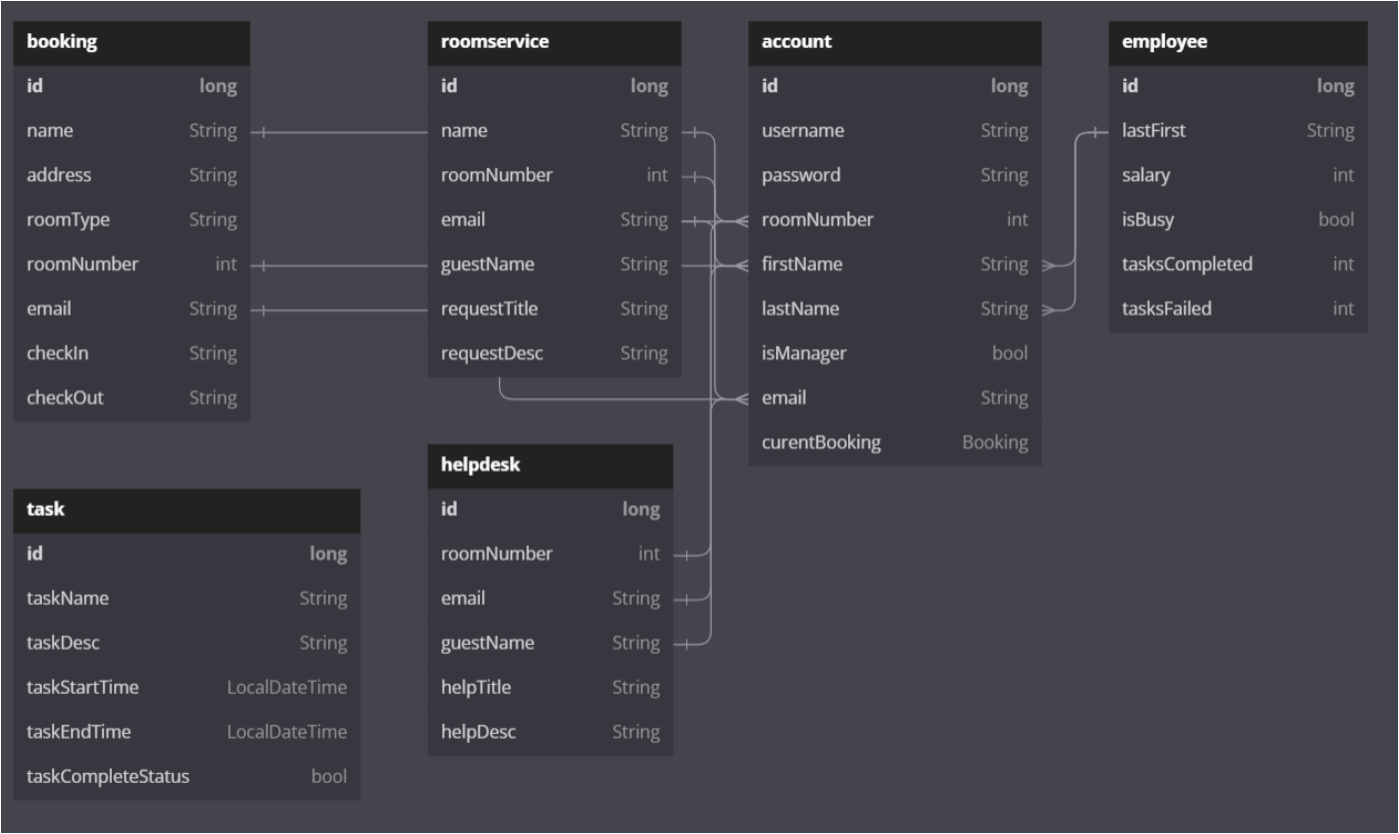 booking
id long
name String
address String
roomType String
roomNumber int
email String
checkIn String
checkOut String
roomservice
id long
name String
roomNumber int
email String
guestName String
requestTitle String
requestDesc String
account
id long
username String
password String
roomNumber int
firstName String
lastName String
isManager bool
email String
curentBooking Booking
employee
id long
lastFirst String
salary int
isBusy bool
tasksCompleted int
tasksFailed int
task
id long
taskName String
taskDesc String
taskStartTime LocalDateTime
taskEndTime LocalDateTime
taskCompleteStatus bool
helpdesk
id long
roomNumber int
email String
guestName String
helpTitle String
helpDesc String